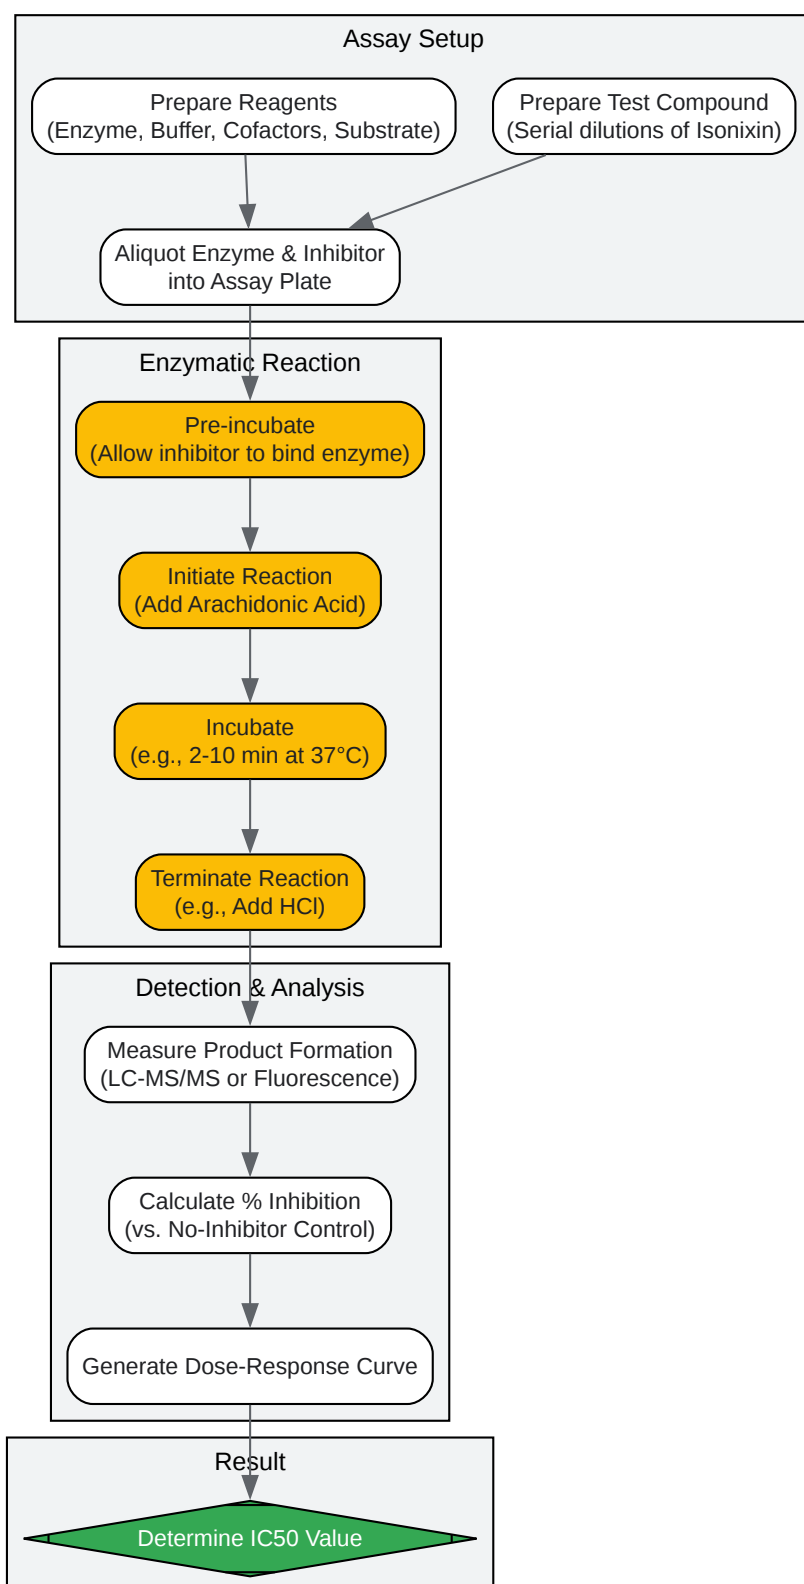 Assay Setup
Prepare Reagents
(Enzyme, Buffer, Cofactors, Substrate)
Prepare Test Compound
(Serial dilutions of Isonixin)
Aliquot Enzyme & Inhibitor
into Assay Plate
Enzymatic Reaction
Pre-incubate
(Allow inhibitor to bind enzyme)
Initiate Reaction
(Add Arachidonic Acid)
Incubate
(e.g., 2-10 min at 37°C)
Terminate Reaction
(e.g., Add HCl)
Detection & Analysis
Measure Product Formation
(LC-MS/MS or Fluorescence)
Calculate % Inhibition
(vs. No-Inhibitor Control)
Generate Dose-Response Curve
Result
Determine IC50 Value